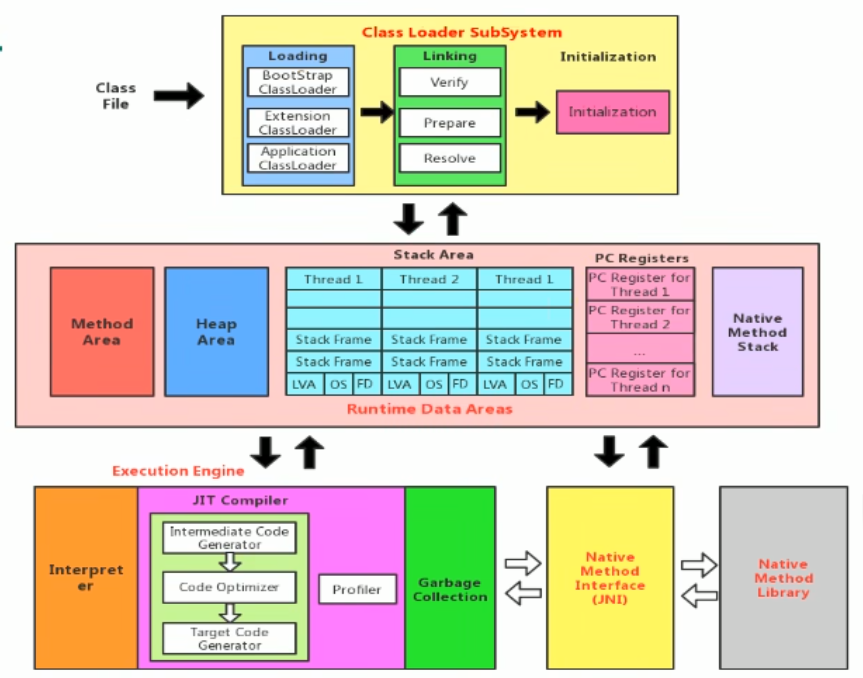 Class Loader SubSystem
Loading
Linking
Initialization
BootStrap
ClassLoader
Verify
Class
File
Extension
ClassLoader
Prepare
Initialization
Application
ClassLoader
Resolve
Stack Area
PC Registers
Method
Area
Heap
Area
Thread 1
Thread 2
Thread 1
Stack Frame
Stack Frame
Stack Frame
Stack Frame
Stack Frame
Stack Frame
LVA
OS
FD
LVA
OS
FD
LVA
OS
FD
PC Register for
Thread 1
PC Register for
Thread 2
...
PC Register for
Thread n
Native
Method
Stack
Runtime Data Areas
Execution Engine
Interpret
er
JIT Compiler
Intermediate Code
Generator
Code Optimizer
Target Code
Generator
Profiler
Garbage
Collection
Native
Method
Interface
(JNI)
Native
Method
Library